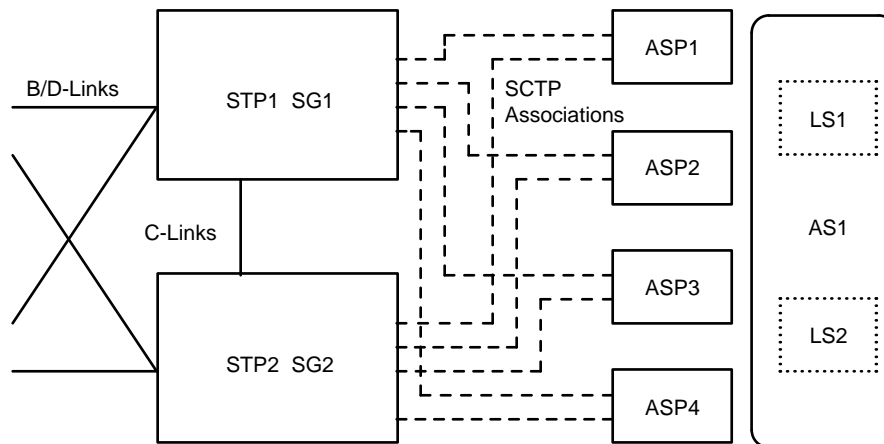 B/D-Links
STP1 SG1
SCTP
Associations
ASP1
LS1
ASP2
C-Links
AS1
ASP3
STP2 SG2
LS2
ASP4